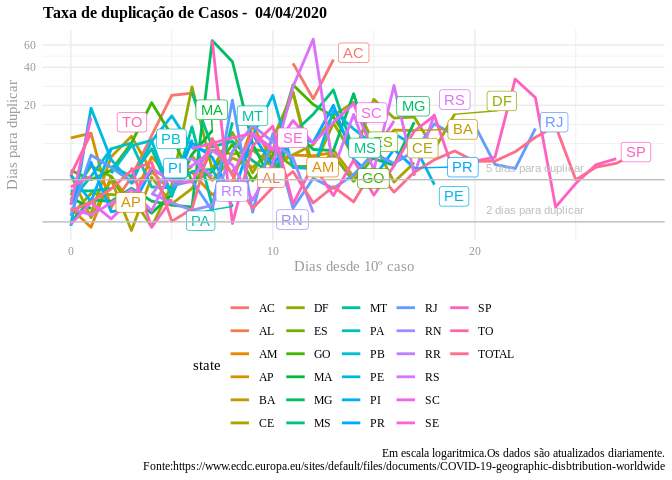 Taxa de duplicação de Casos -  04/04/2020
Dias para duplicar
60
40
20
AC
TO
MA
PB
MT
SE
SC
MG
RS
DF
RJ
ES
BA
CE
MS
SP
PI
AL
AM
GO
PR
5 dias para duplicar
AP
RR
PE
2 dias para duplicar
PA
RN
0
10
20
Dias desde 10º caso
state
AC
DF
MT
RJ
SP
AL
ES
PA
RN
TO
AM
GO
PB
RR
TOTAL
AP
MA
PE
RS
BA
MG
PI
SC
CE
MS
PR
SE
Em escala logaritmica.Os dados são atualizados diariamente.
Fonte:https://www.ecdc.europa.eu/sites/default/files/documents/COVID-19-geographic-disbtribution-worldwide